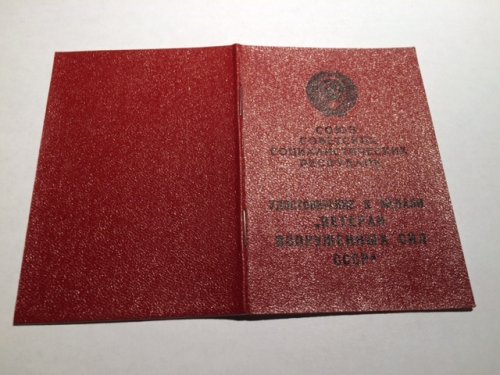 СОЮЗ
СОВЕТСКИХ
СОЦИАЛИСТИЧЕСКИХ
РЕСПУБЛИК
УДОСТОВЕРЕНИЕ К МЕДАЛИ
„ВЕТЕРАН
ВООРУЖЕННЫХ СИЛ
СССР“